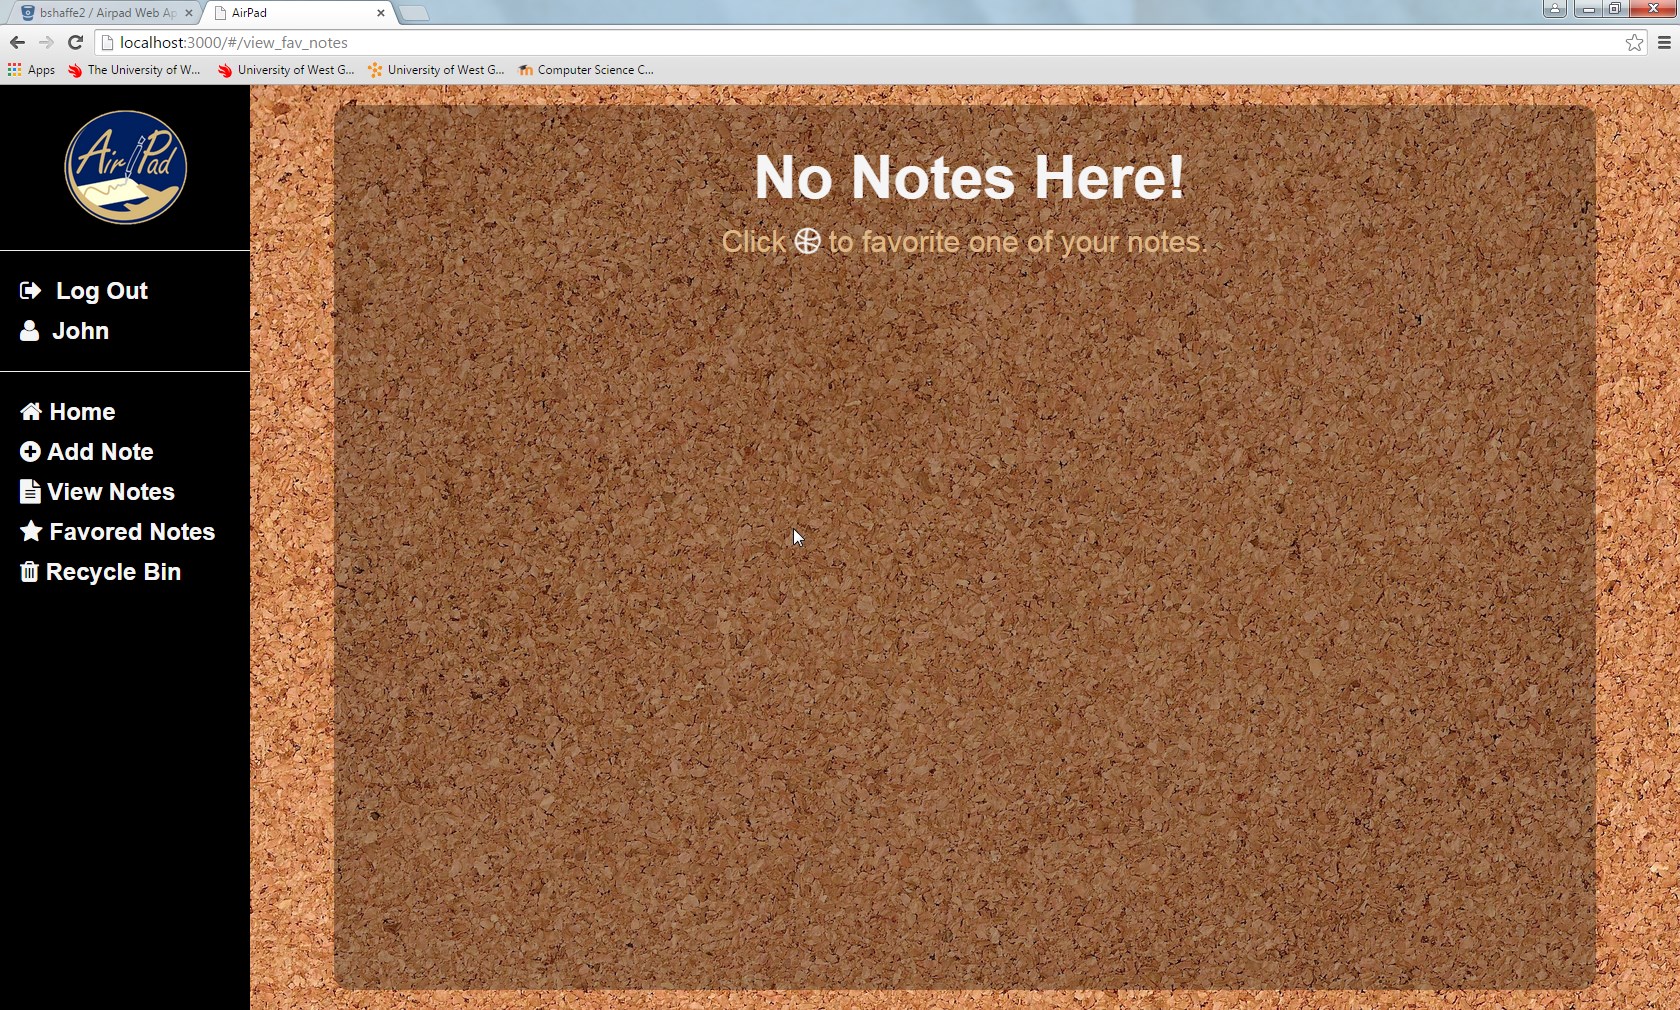 bshaffe2 / Airpad Web Ap
AirPad
localhost:3000/#/view_fav_notes
Apps
The University of W...
University of West G...
University of West G...
Computer Science C...
Air Pad
Log Out
John
Home
Add Note
View Notes
Favored Notes
Recycle Bin
No Notes Here!
Click to favorite one of your notes.